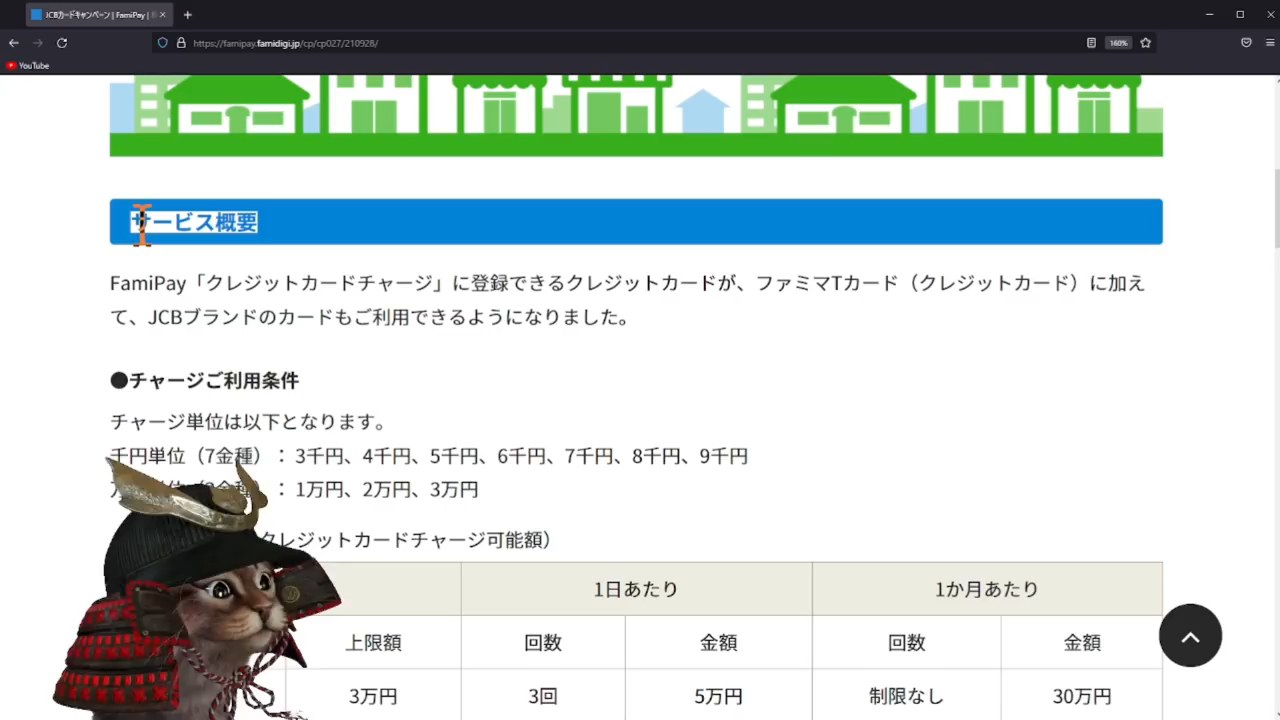 JCBカードキャンペーン | FamiPay |
https://famipay.famidigi.jp/cp/cp027/210928/
160%
YouTube
サービス概要
FamiPay「クレジットカードチャージ」に登録できるクレジットカードが、ファミマTカード（クレジットカード）に加え
て、JCBブランドのカードもご利用できるようになりました。
●チャージご利用条件
チャージ単位は以下となります。
千円単位（7金種）： 3千円、4千円、5千円、6千円、7千円、8千円、9千円
： 1万円、2万円、3万円
クレジットカードチャージ可能額）
1日あたり 1か月あたり
上限額 回数 金額 回数 金額
3万円 3回 5万円 制限なし 30万円